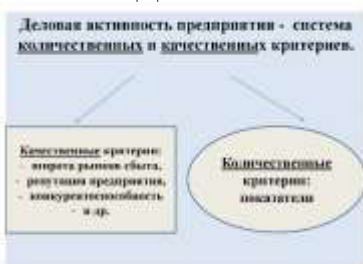 Деловая активность предприятия - система
количественных и качественных критериев.
Качественные критерии:
- широта рынков сбыта,
- репутация предприятия,
- конкурентоспособность
- и др.
Количественные
критерии:
показатели